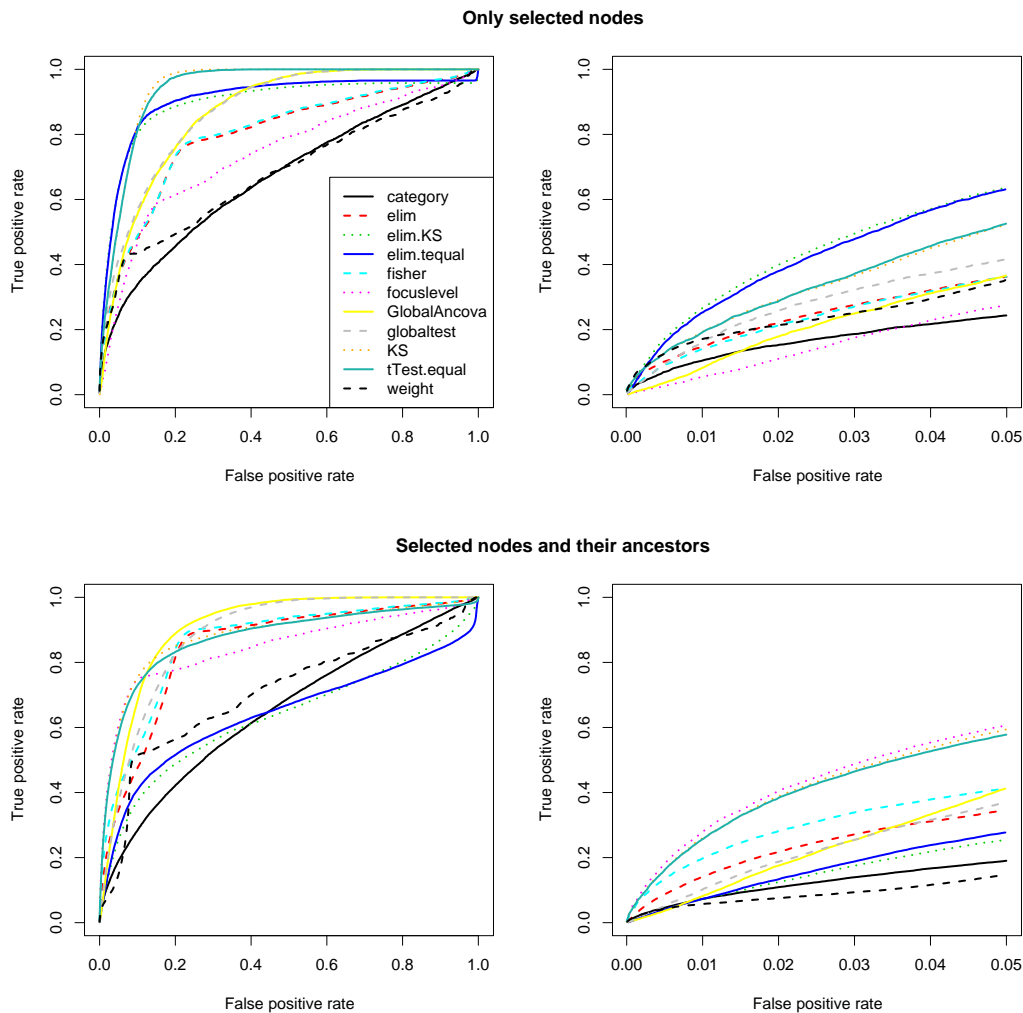 Only selected nodes
True positive rate
0.0 0.2 0.4 0.6 0.8 1.0
0.0 0.2 0.4 0.6 0.8 1.0
False positive rate
category
elim
elim.KS
elim.tequal
fisher
focuslevel
GlobalAncova
globaltest
KS
tTest.equal
weight
True positive rate
0.0 0.2 0.4 0.6 0.8 1.0
0.00 0.01 0.02 0.03 0.04 0.05
False positive rate
Selected nodes and their ancestors
True positive rate
0.0 0.2 0.4 0.6 0.8 1.0
0.0 0.2 0.4 0.6 0.8 1.0
False positive rate
True positive rate
0.0 0.2 0.4 0.6 0.8 1.0
0.00 0.01 0.02 0.03 0.04 0.05
False positive rate